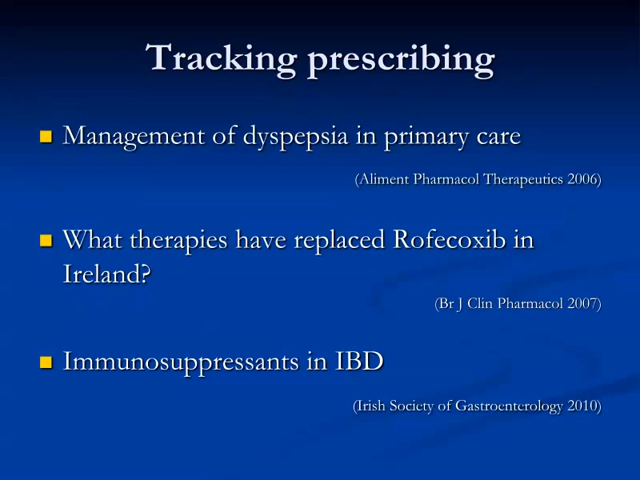 Tracking prescribing
Management of dyspepsia in primary care
(Aliment Pharmacol Therapeutics 2006)
What therapies have replaced Rofecoxib in
Ireland?
(Br J Clin Pharmacol 2007)
Immunosuppressants in IBD
(Irish Society of Gastroenterology 2010)